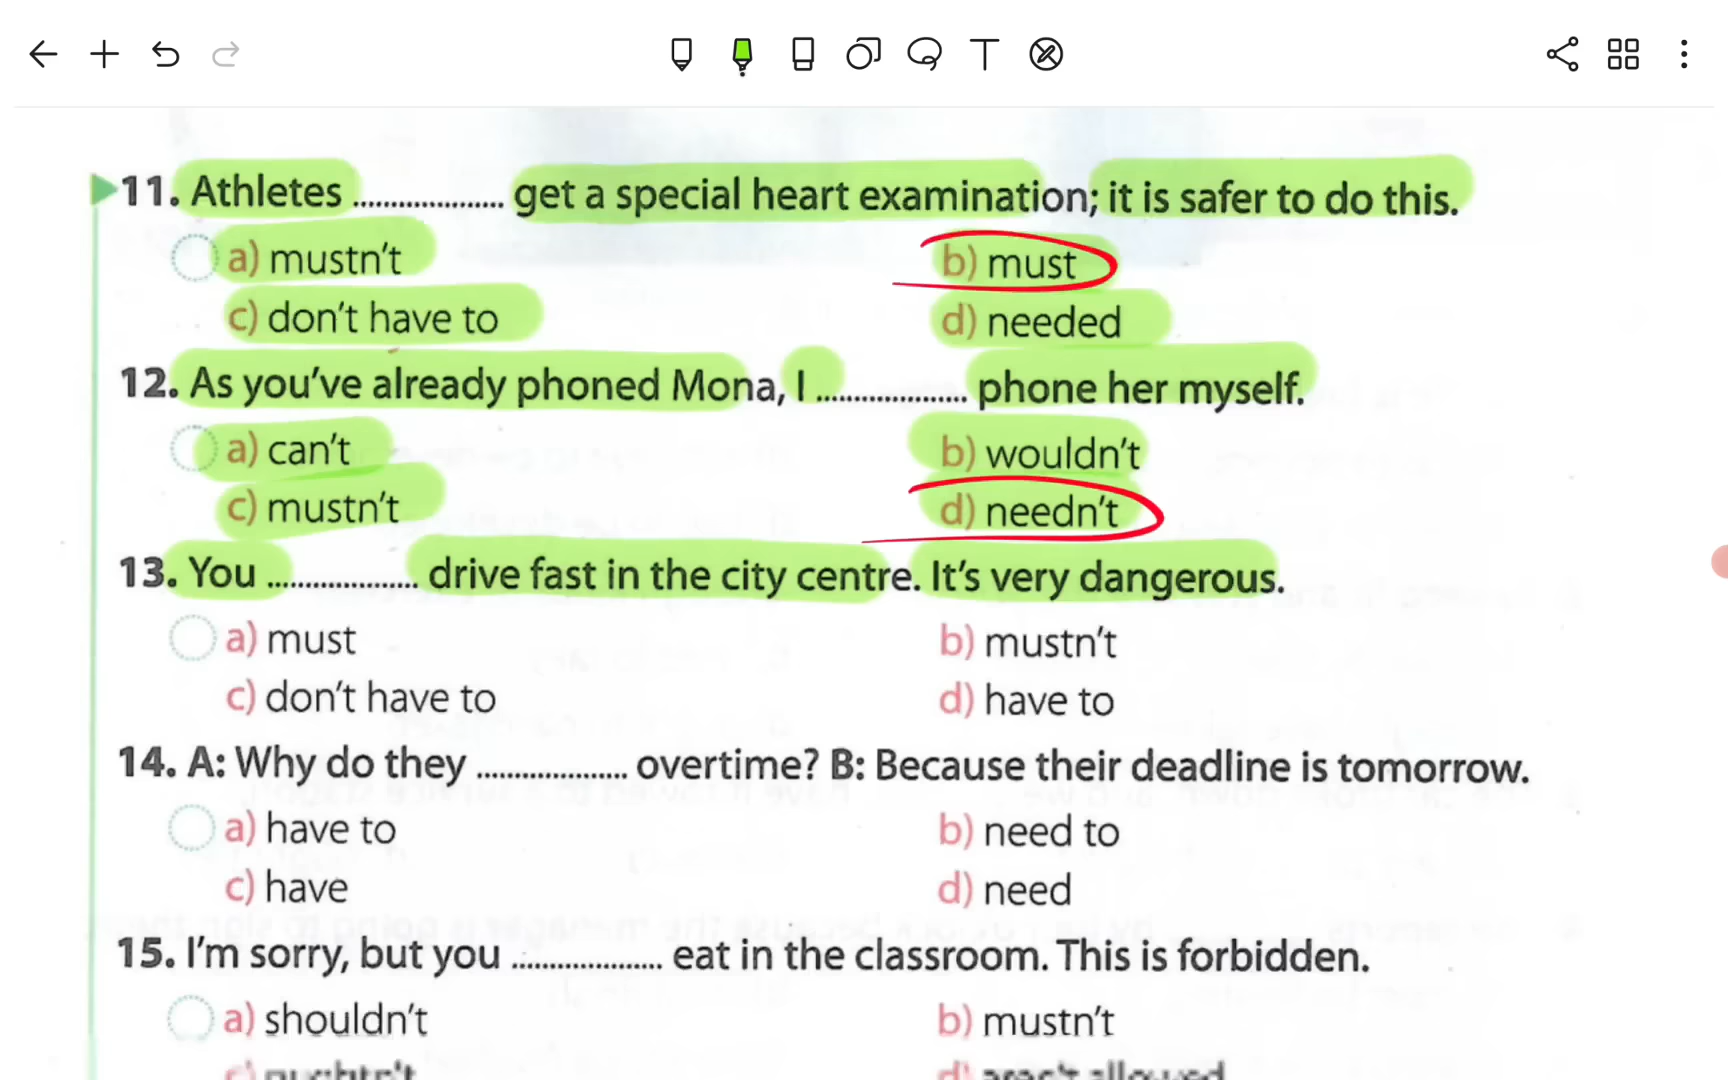 11. Athletes .................... get a special heart examination; it is safer to do this.
a) mustn't b) must
c) don't have to d) needed
12. As you've already phoned Mona, I .................... phone her myself.
a) can't b) wouldn't
c) mustn't d) needn't
13. You .................... drive fast in the city centre. It's very dangerous.
a) must b) mustn't
c) don't have to d) have to
14. A: Why do they .................... overtime? B: Because their deadline is tomorrow.
a) have to b) need to
c) have d) need
15. I'm sorry, but you .................... eat in the classroom. This is forbidden.
a) shouldn't b) mustn't
c) oughtn't d) aren't allowed